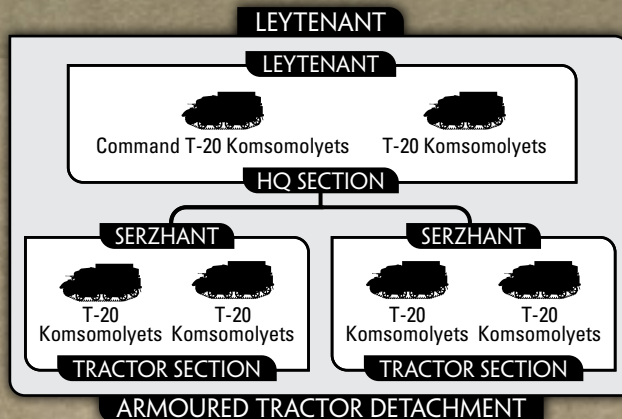 LEYTENANT
LEYTENANT
Command T-20 Komsomolyets
T-20 Komsomolyets
HQ SECTION
SERZHANT
T-20
Komsomolyets
T-20
Komsomolyets
TRACTOR SECTION
SERZHANT
T-20
Komsomolyets
T-20
Komsomolyets
TRACTOR SECTION
ARMOURED TRACTOR DETACHMENT